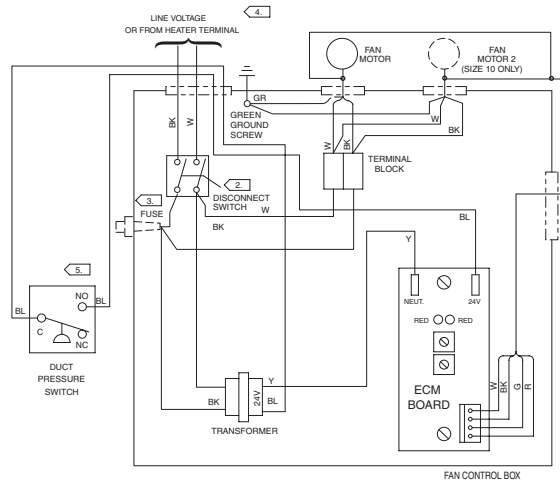 LINE VOLTAGE
OR FROM HEATER TERMINAL
4.
FAN
MOTOR
FAN
MOTOR 2
(SIZE 10 ONLY)
GR
GREEN
GROUND
SCREW
BK
W
W
BK
W
BK
TERMINAL
BLOCK
2.
DISCONNECT
SWITCH
3.
FUSE
W
BK
BL
Y
5.
NO
BL
BL
C
NC
DUCT
PRESSURE
SWITCH
NEUT.
24V
RED
RED
ECM
BOARD
W
BK
G
R
Y
BK
24V
BL
TRANSFORMER
FAN CONTROL BOX